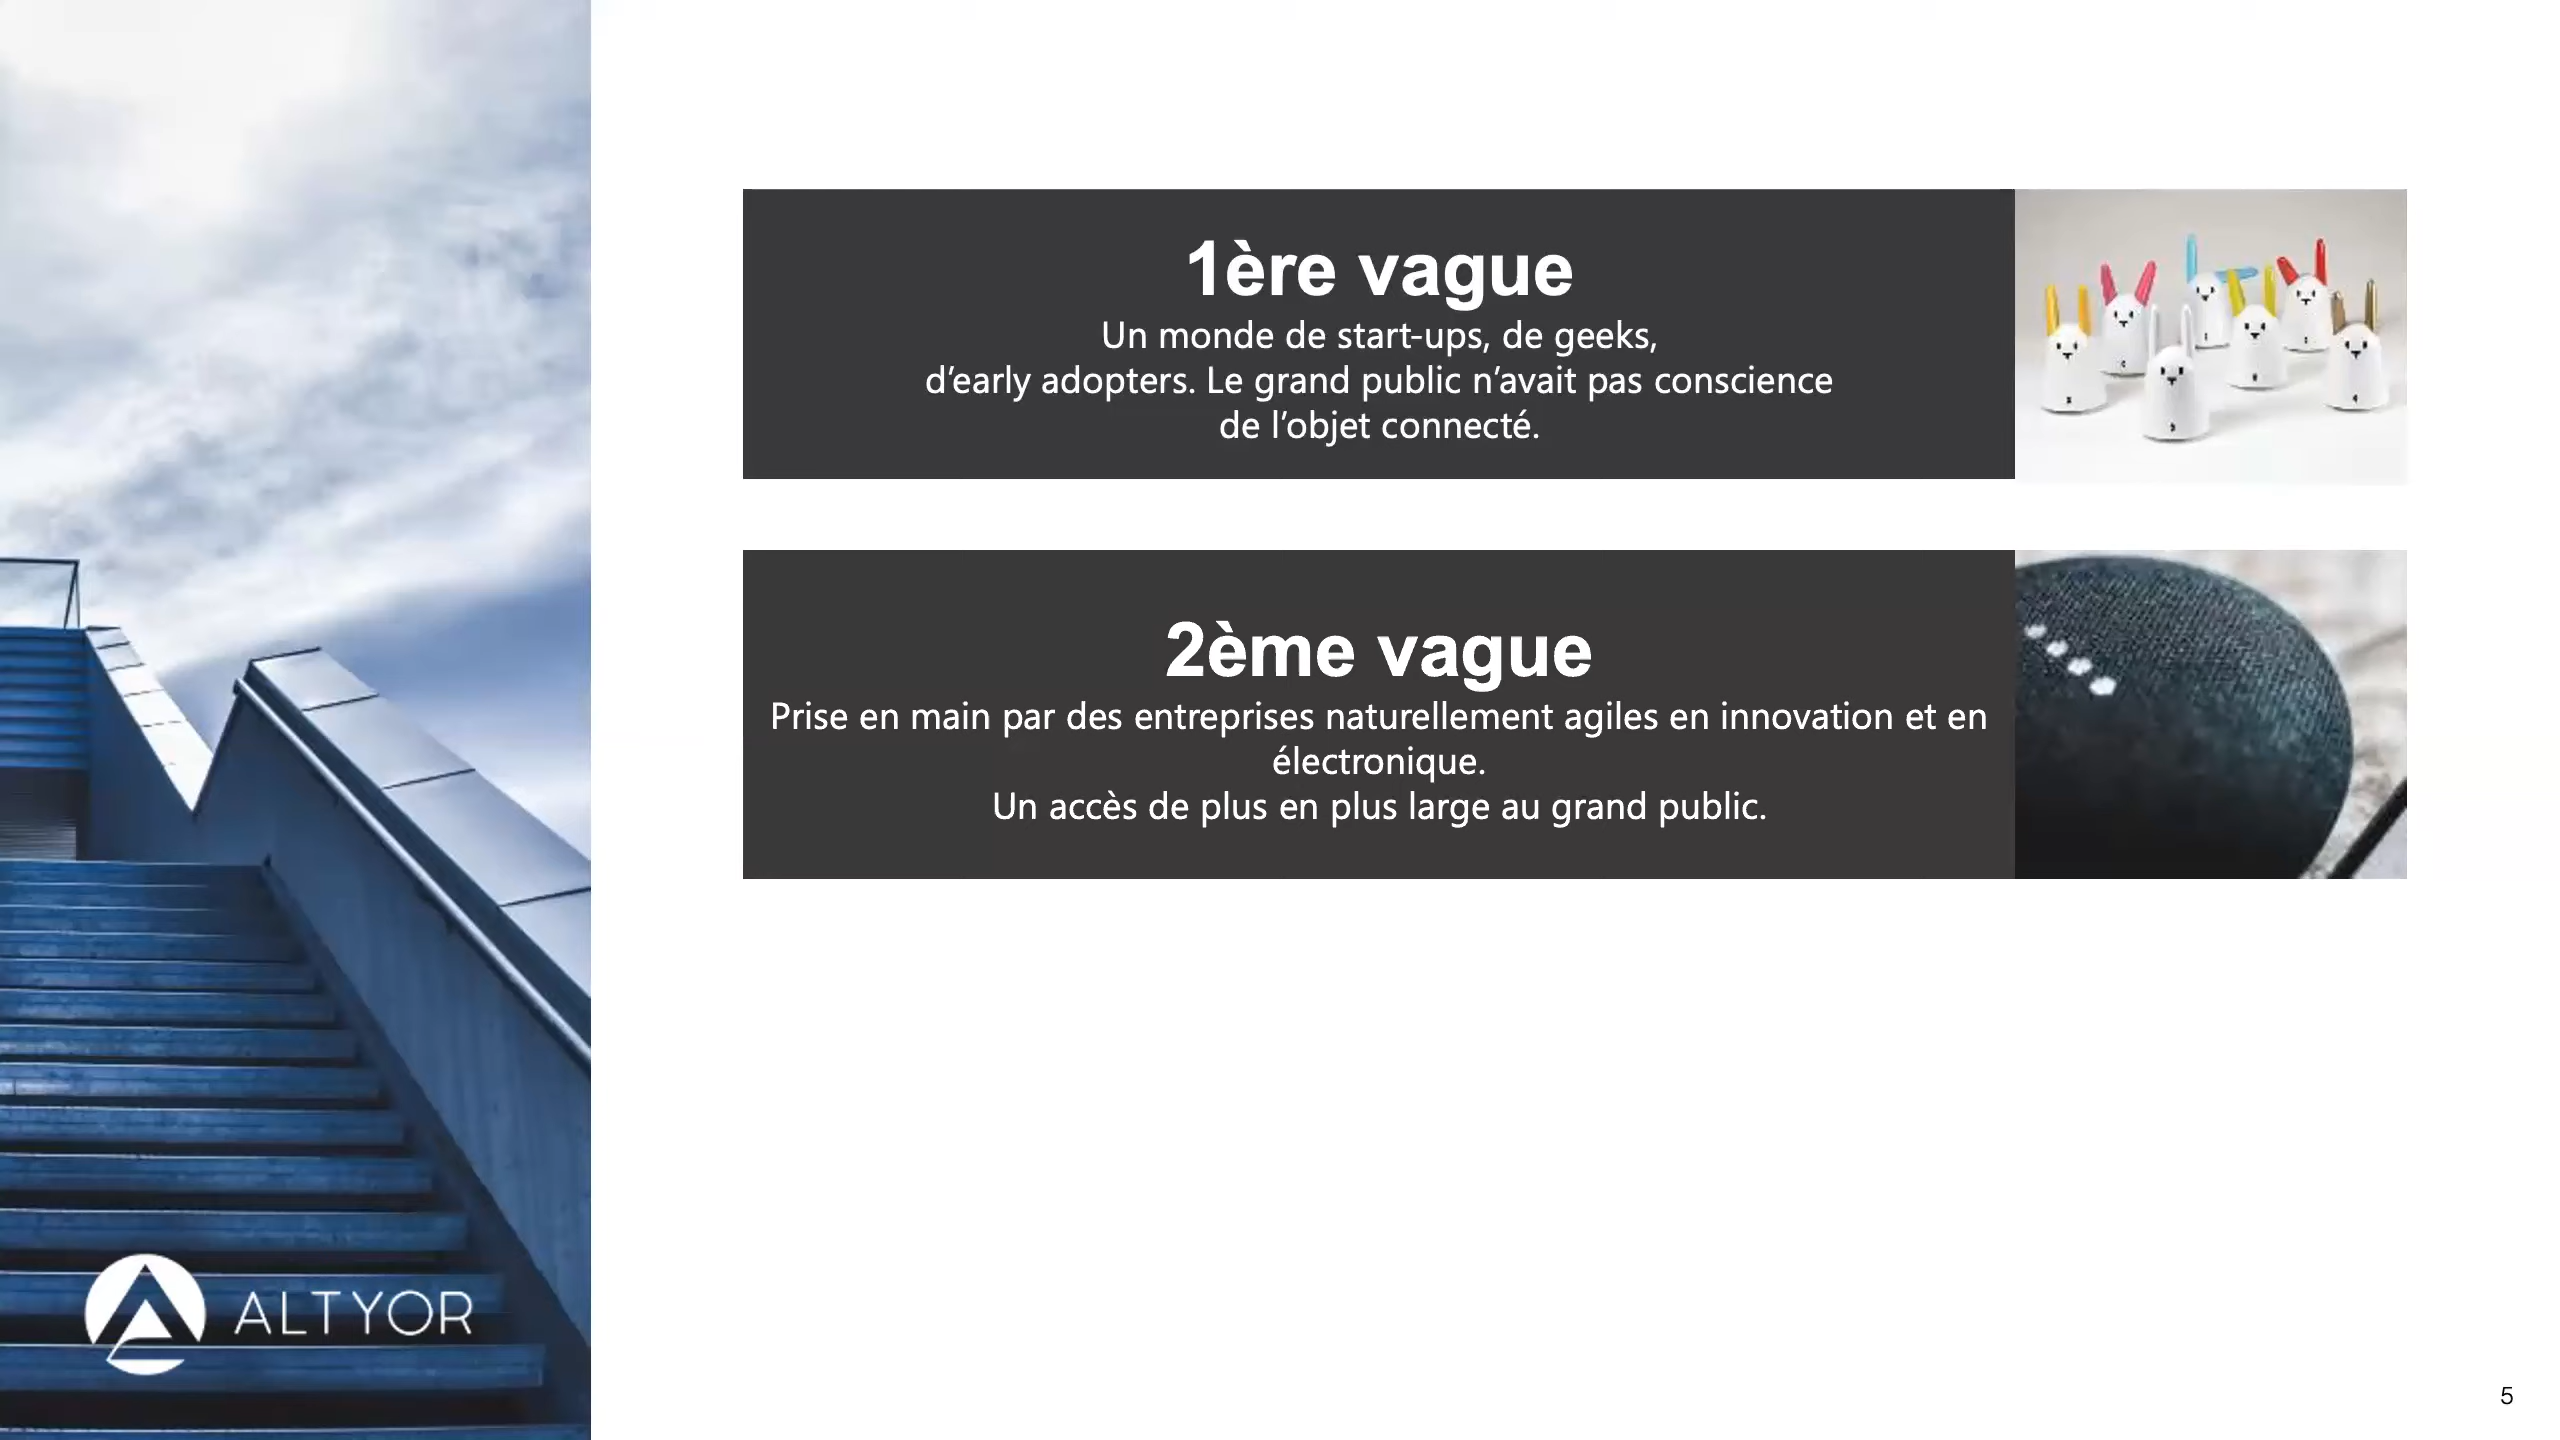 1ère vague
Un monde de start-ups, de geeks,
d’early adopters. Le grand public n’avait pas conscience
de l’objet connecté.
2ème vague
Prise en main par des entreprises naturellement agiles en innovation et en
électronique.
Un accès de plus en plus large au grand public.
ALTYOR
5